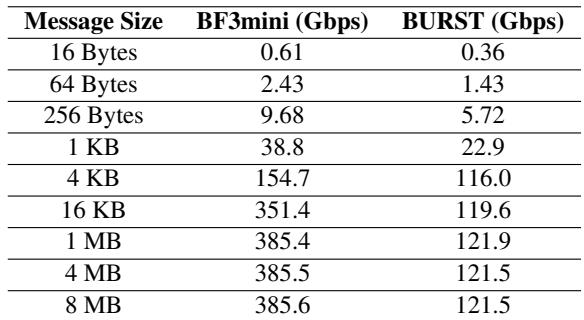 Message Size BF3mini (Gbps) BURST (Gbps)
16 Bytes 0.61 0.36
64 Bytes 2.43 1.43
256 Bytes 9.68 5.72
1 KB 38.8 22.9
4 KB 154.7 116.0
16 KB 351.4 119.6
1 MB 385.4 121.9
4 MB 385.5 121.5
8 MB 385.6 121.5